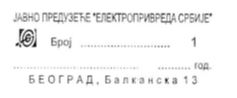 ЈАВНО ПРЕДУЗЕЋЕ "ЕЛЕКТРОПРИВРЕДА СРБИЈЕ"
Број ........................ 1
........................................ год.
БЕОГРАД, Балканска 13